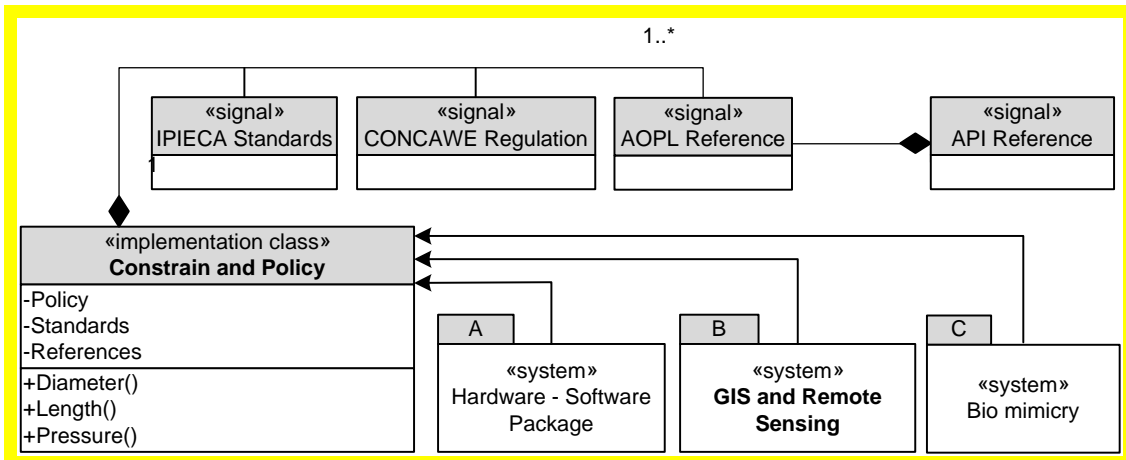 1..*
«signal»
IPIECA Standards
«signal»
CONCAWE Regulation
«signal»
AOPL Reference
«signal»
API Reference
1
«implementation class»
Constrain and Policy
-Policy
-Standards
-References
+Diameter()
+Length()
+Pressure()
A
«system»
Hardware - Software
Package
B
«system»
GIS and Remote
Sensing
C
«system»
Bio mimicry